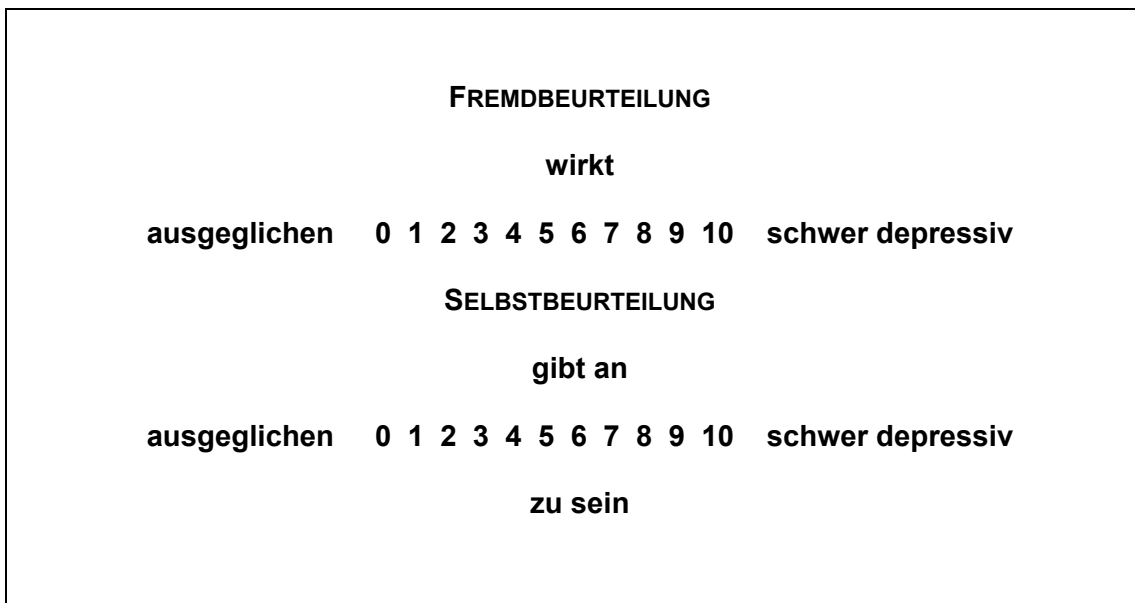 FREMDBEURTEILUNG
wirkt
ausgeglichen 0 1 2 3 4 5 6 7 8 9 10 schwer depressiv
SELBSTBEURTEILUNG
gibt an
ausgeglichen 0 1 2 3 4 5 6 7 8 9 10 schwer depressiv
zu sein